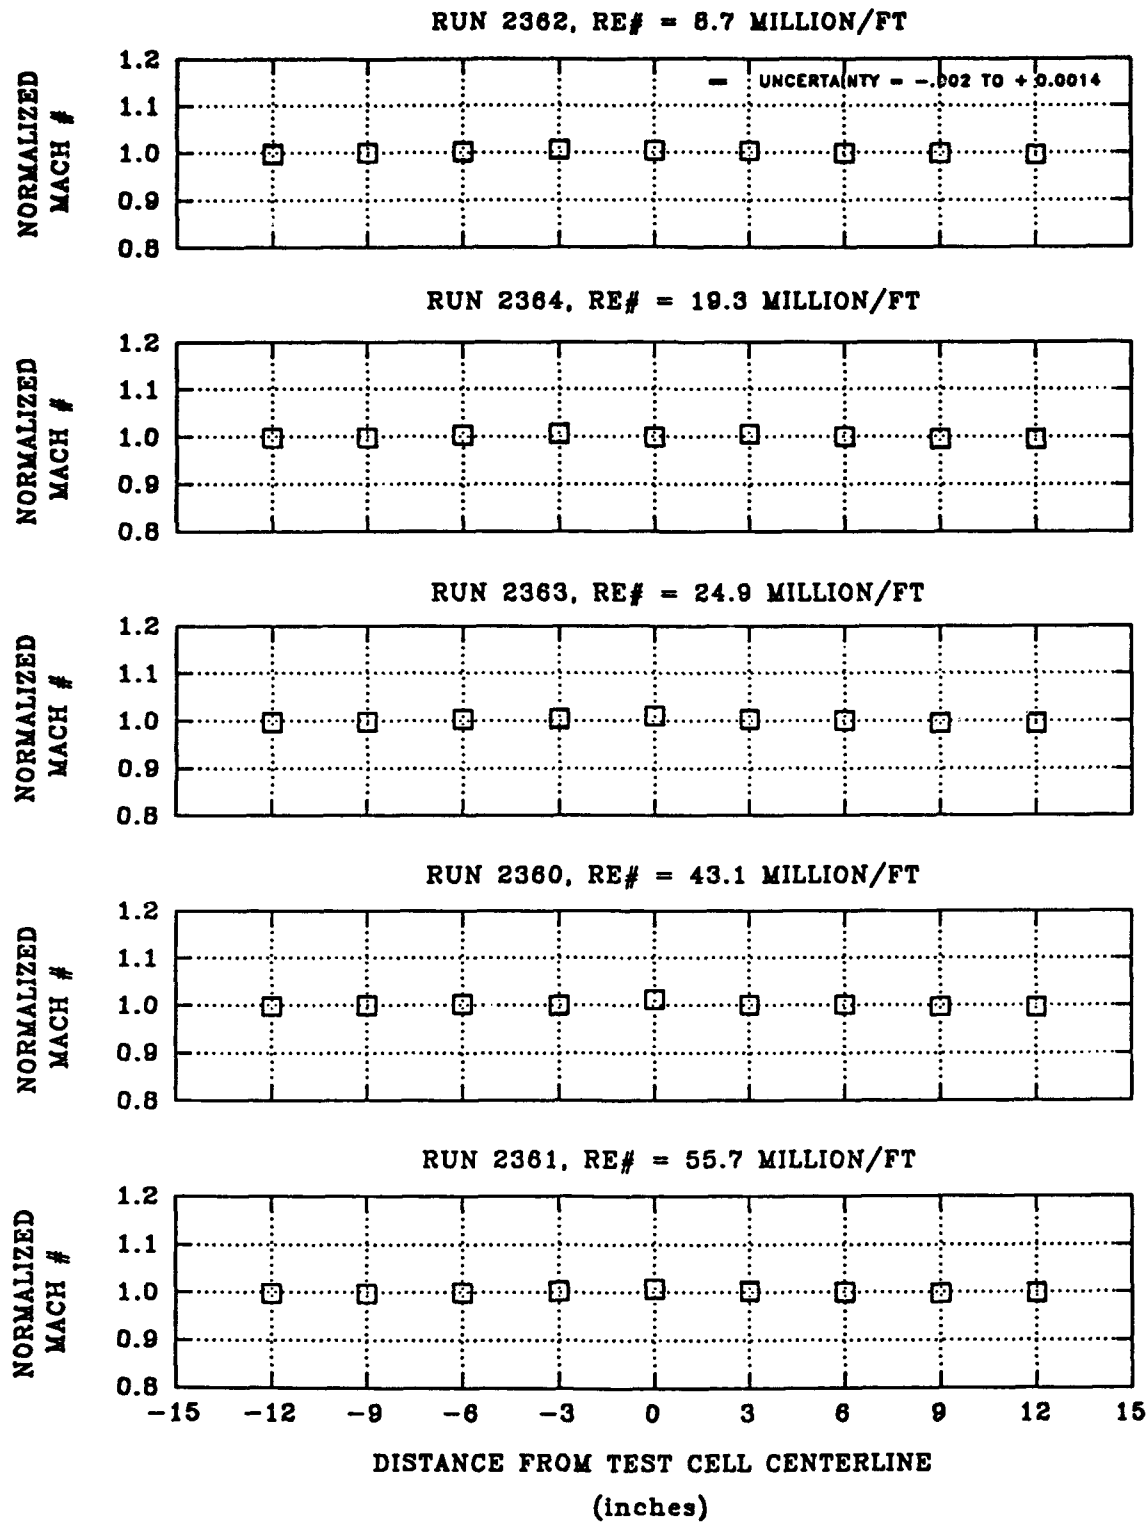 RUN 2362, RE# = 8.7 MILLION/FT
NORMALIZED
MACH #
1.2
1.1
1.0
0.9
0.8
UNCERTAINTY = -.002 TO + 0.0014
RUN 2364, RE# = 19.3 MILLION/FT
NORMALIZED
MACH #
1.2
1.1
1.0
0.9
0.8
RUN 2363, RE# = 24.9 MILLION/FT
NORMALIZED
MACH #
1.2
1.1
1.0
0.9
0.8
RUN 2360, RE# = 43.1 MILLION/FT
NORMALIZED
MACH #
1.2
1.1
1.0
0.9
0.8
RUN 2361, RE# = 55.7 MILLION/FT
NORMALIZED
MACH #
1.2
1.1
1.0
0.9
0.8
-15 -12 -9 -6 -3 0 3 6 9 12 15
DISTANCE FROM TEST CELL CENTERLINE
(inches)